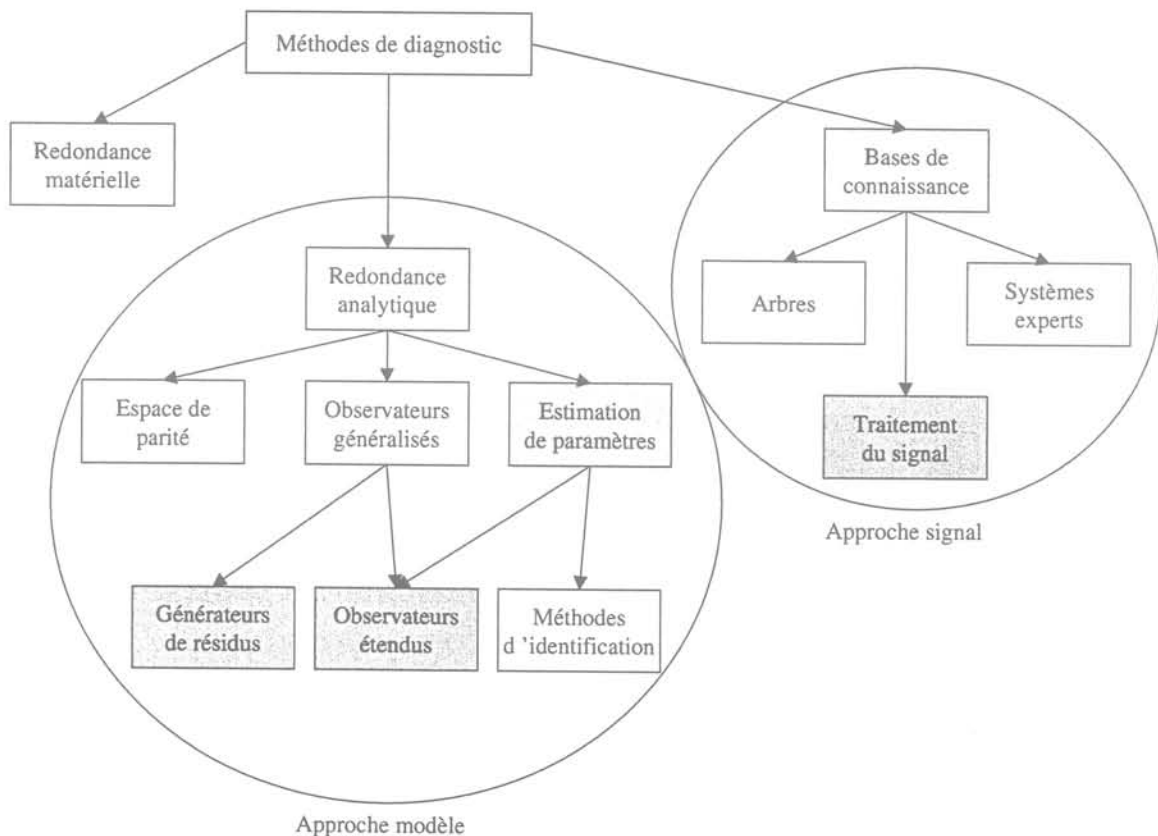 Méthodes de diagnostic
Redondance
matérielle
Bases de
connaissance
Redondance
analytique
Arbres
Systèmes
experts
Espace de
parité
Observateurs
généralisés
Estimation
de paramètres
Traitement
du signal
Approche signal
Générateurs
de résidus
Observateurs
étendus
Méthodes
d 'identification
Approche modèle